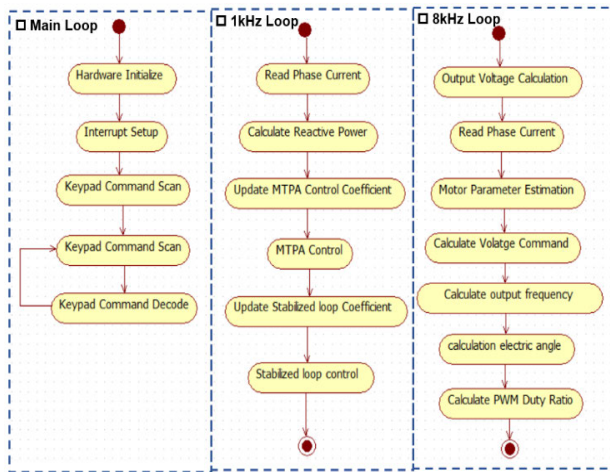 □ Main Loop
Hardware Initialize
Interrupt Setup
Keypad Command Scan
Keypad Command Scan
Keypad Command Decode
□ 1kHz Loop
Read Phase Current
Calculate Reactive Power
Update MTPA Control Coefficient
MTPA Control
Update Stabilized loop Coefficient
Stabilized loop control
□ 8kHz Loop
Output Voltage Calculation
Read Phase Current
Motor Parameter Estimation
Calculate Volatge Command
Calculate output frequency
calculation electric angle
Calculate PWM Duty Ratio